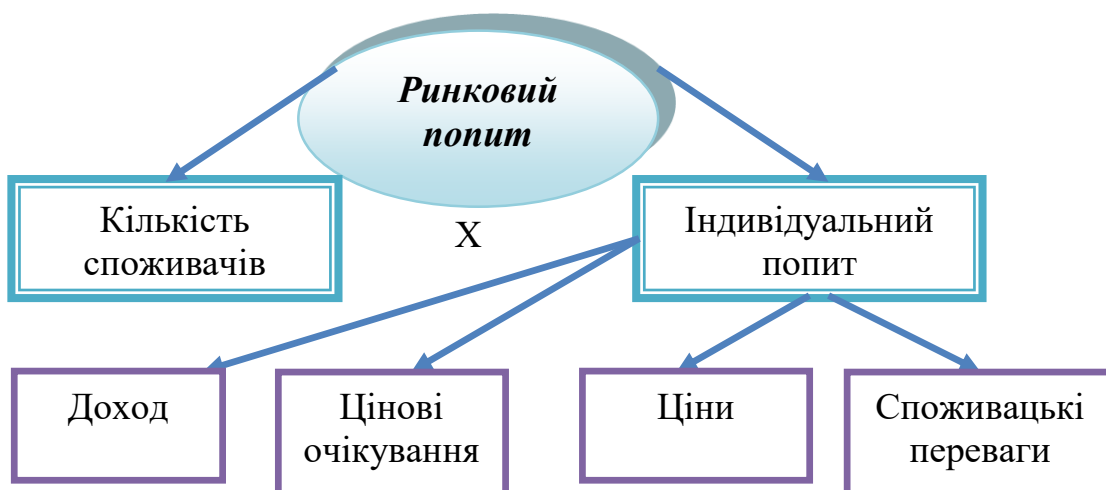 Ринковий
попит
Кількість
споживачів
Х
Індивідуальний
попит
Доход
Цінові
очікування
Ціни
Споживацькі
переваги